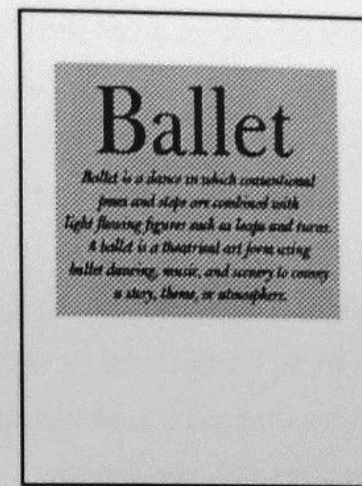 Ballet
Ballet is a dance in which conventional
poses and steps are combined with
light flowing figures such as leaps and turns.
A ballet is a theatrical art form using
ballet dancing, music, and scenery to convey
a story, theme, or atmosphere.